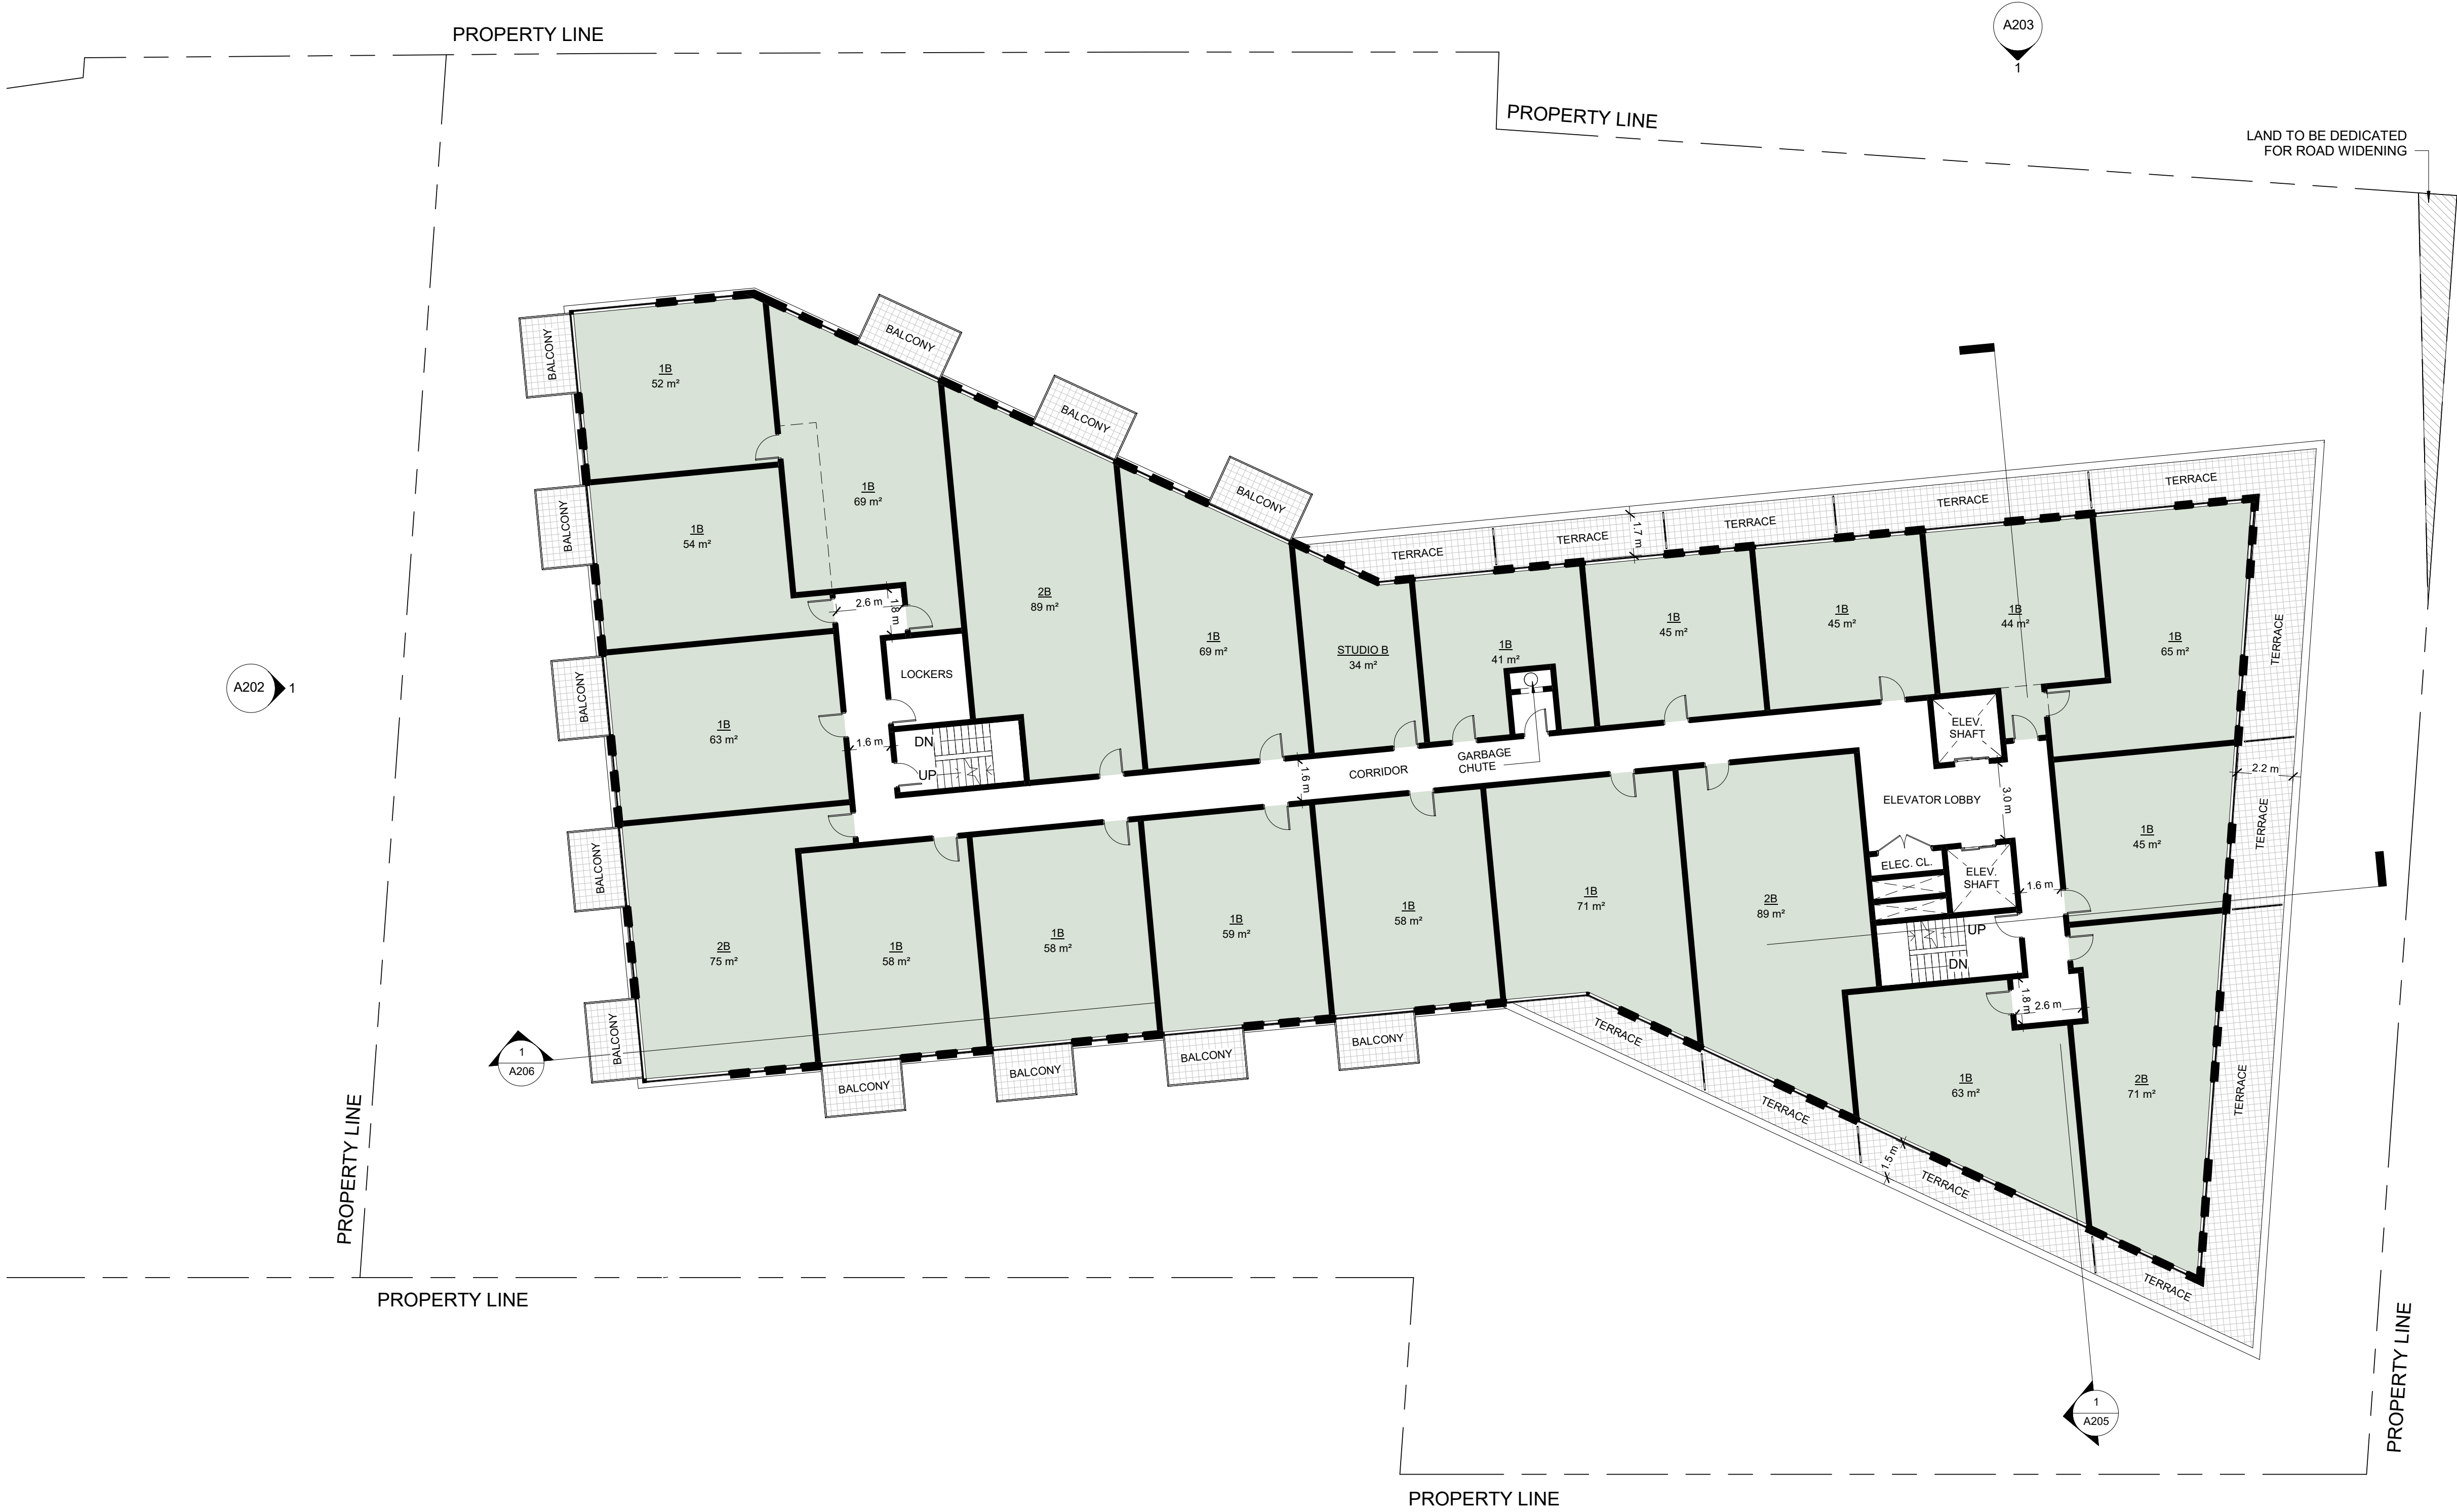 A203
1
PROPERTY LINE
PROPERTY LINE
LAND TO BE DEDICATED
FOR ROAD WIDENING
BALCONY
BALCONY
1B
52 m²
BALCONY
1B
69 m²
BALCONY
BALCONY
1B
54 m²
TERRACE
TERRACE
TERRACE
TERRACE
TERRACE
1.7 m
2B
89 m²
2.6 m
1.8 m
1B
69 m²
STUDIO B
34 m²
1B
41 m²
1B
45 m²
1B
45 m²
1B
44 m²
1B
65 m²
TERRACE
A202
1
BALCONY
LOCKERS
1B
63 m²
1.6 m
DN
UP
1.6 m
CORRIDOR
GARBAGE
CHUTE
ELEV.
SHAFT
ELEVATOR LOBBY
3.0 m
2.2 m
TERRACE
1B
45 m²
BALCONY
ELEC. CL.
ELEV.
SHAFT
1.6 m
2B
75 m²
1B
58 m²
1B
58 m²
1B
59 m²
1B
58 m²
1B
71 m²
2B
89 m²
UP
DN
1.8 m
2.6 m
BALCONY
1
A206
BALCONY
BALCONY
BALCONY
BALCONY
TERRACE
TERRACE
1.5 m
TERRACE
1B
63 m²
2B
71 m²
TERRACE
TERRACE
PROPERTY LINE
PROPERTY LINE
PROPERTY LINE
1
A205
PROPERTY LINE